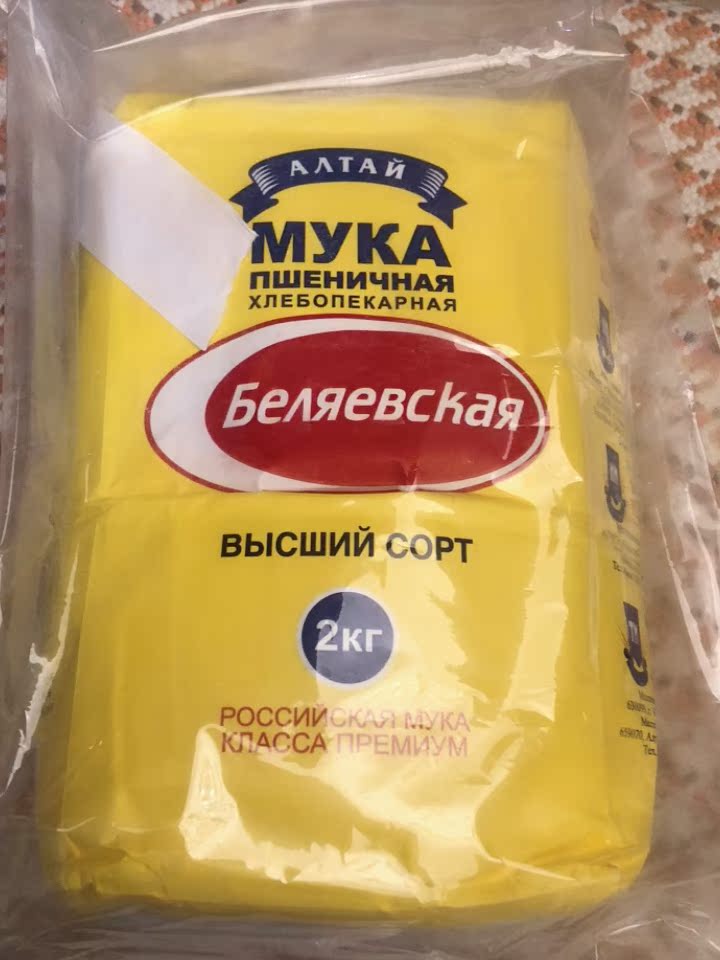 АЛТАЙ
МУКА
ПШЕНИЧНАЯ
ХЛЕБОПЕКАРНАЯ
Беляевская
ВЫСШИЙ СОРТ
2кг
РОССИЙСКАЯ МУКА
КЛАССА ПРЕМИУМ